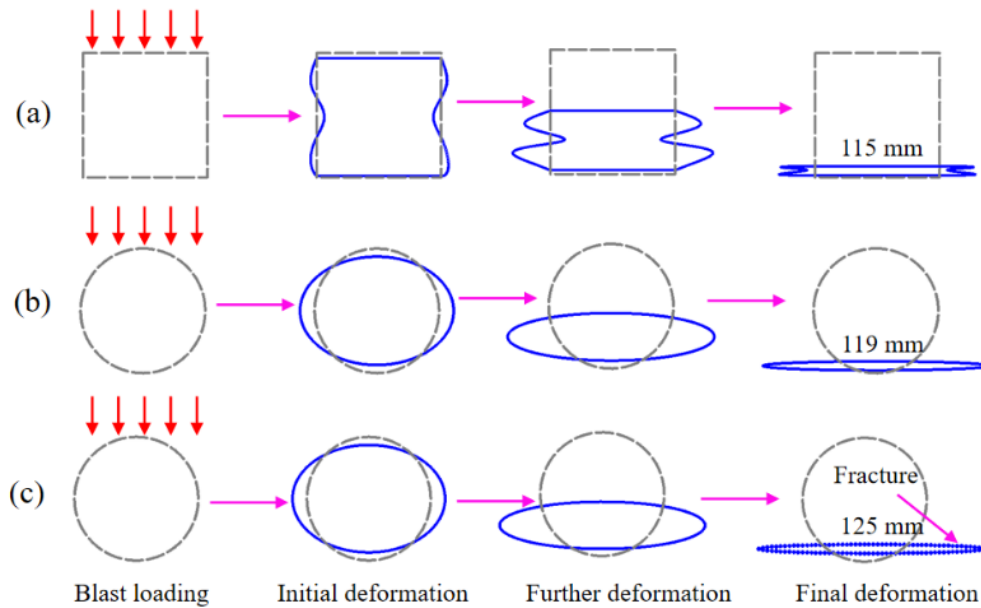 (a)
115 mm
(b)
119 mm
(c)
Fracture
125 mm
Blast loading Initial deformation Further deformation Final deformation